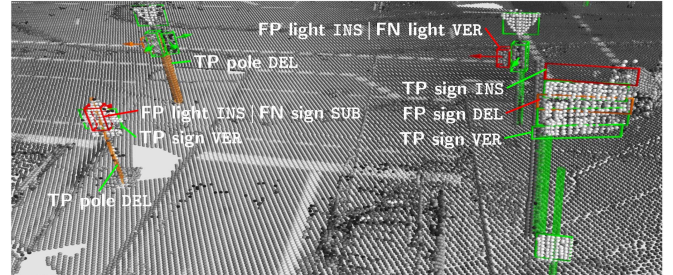 FP light INS | FN light VER
TP pole DEL
TP sign INS
FP light INS | FN sign SUB
FP sign DEL
TP sign VER
TP sign VER
TP pole DEL